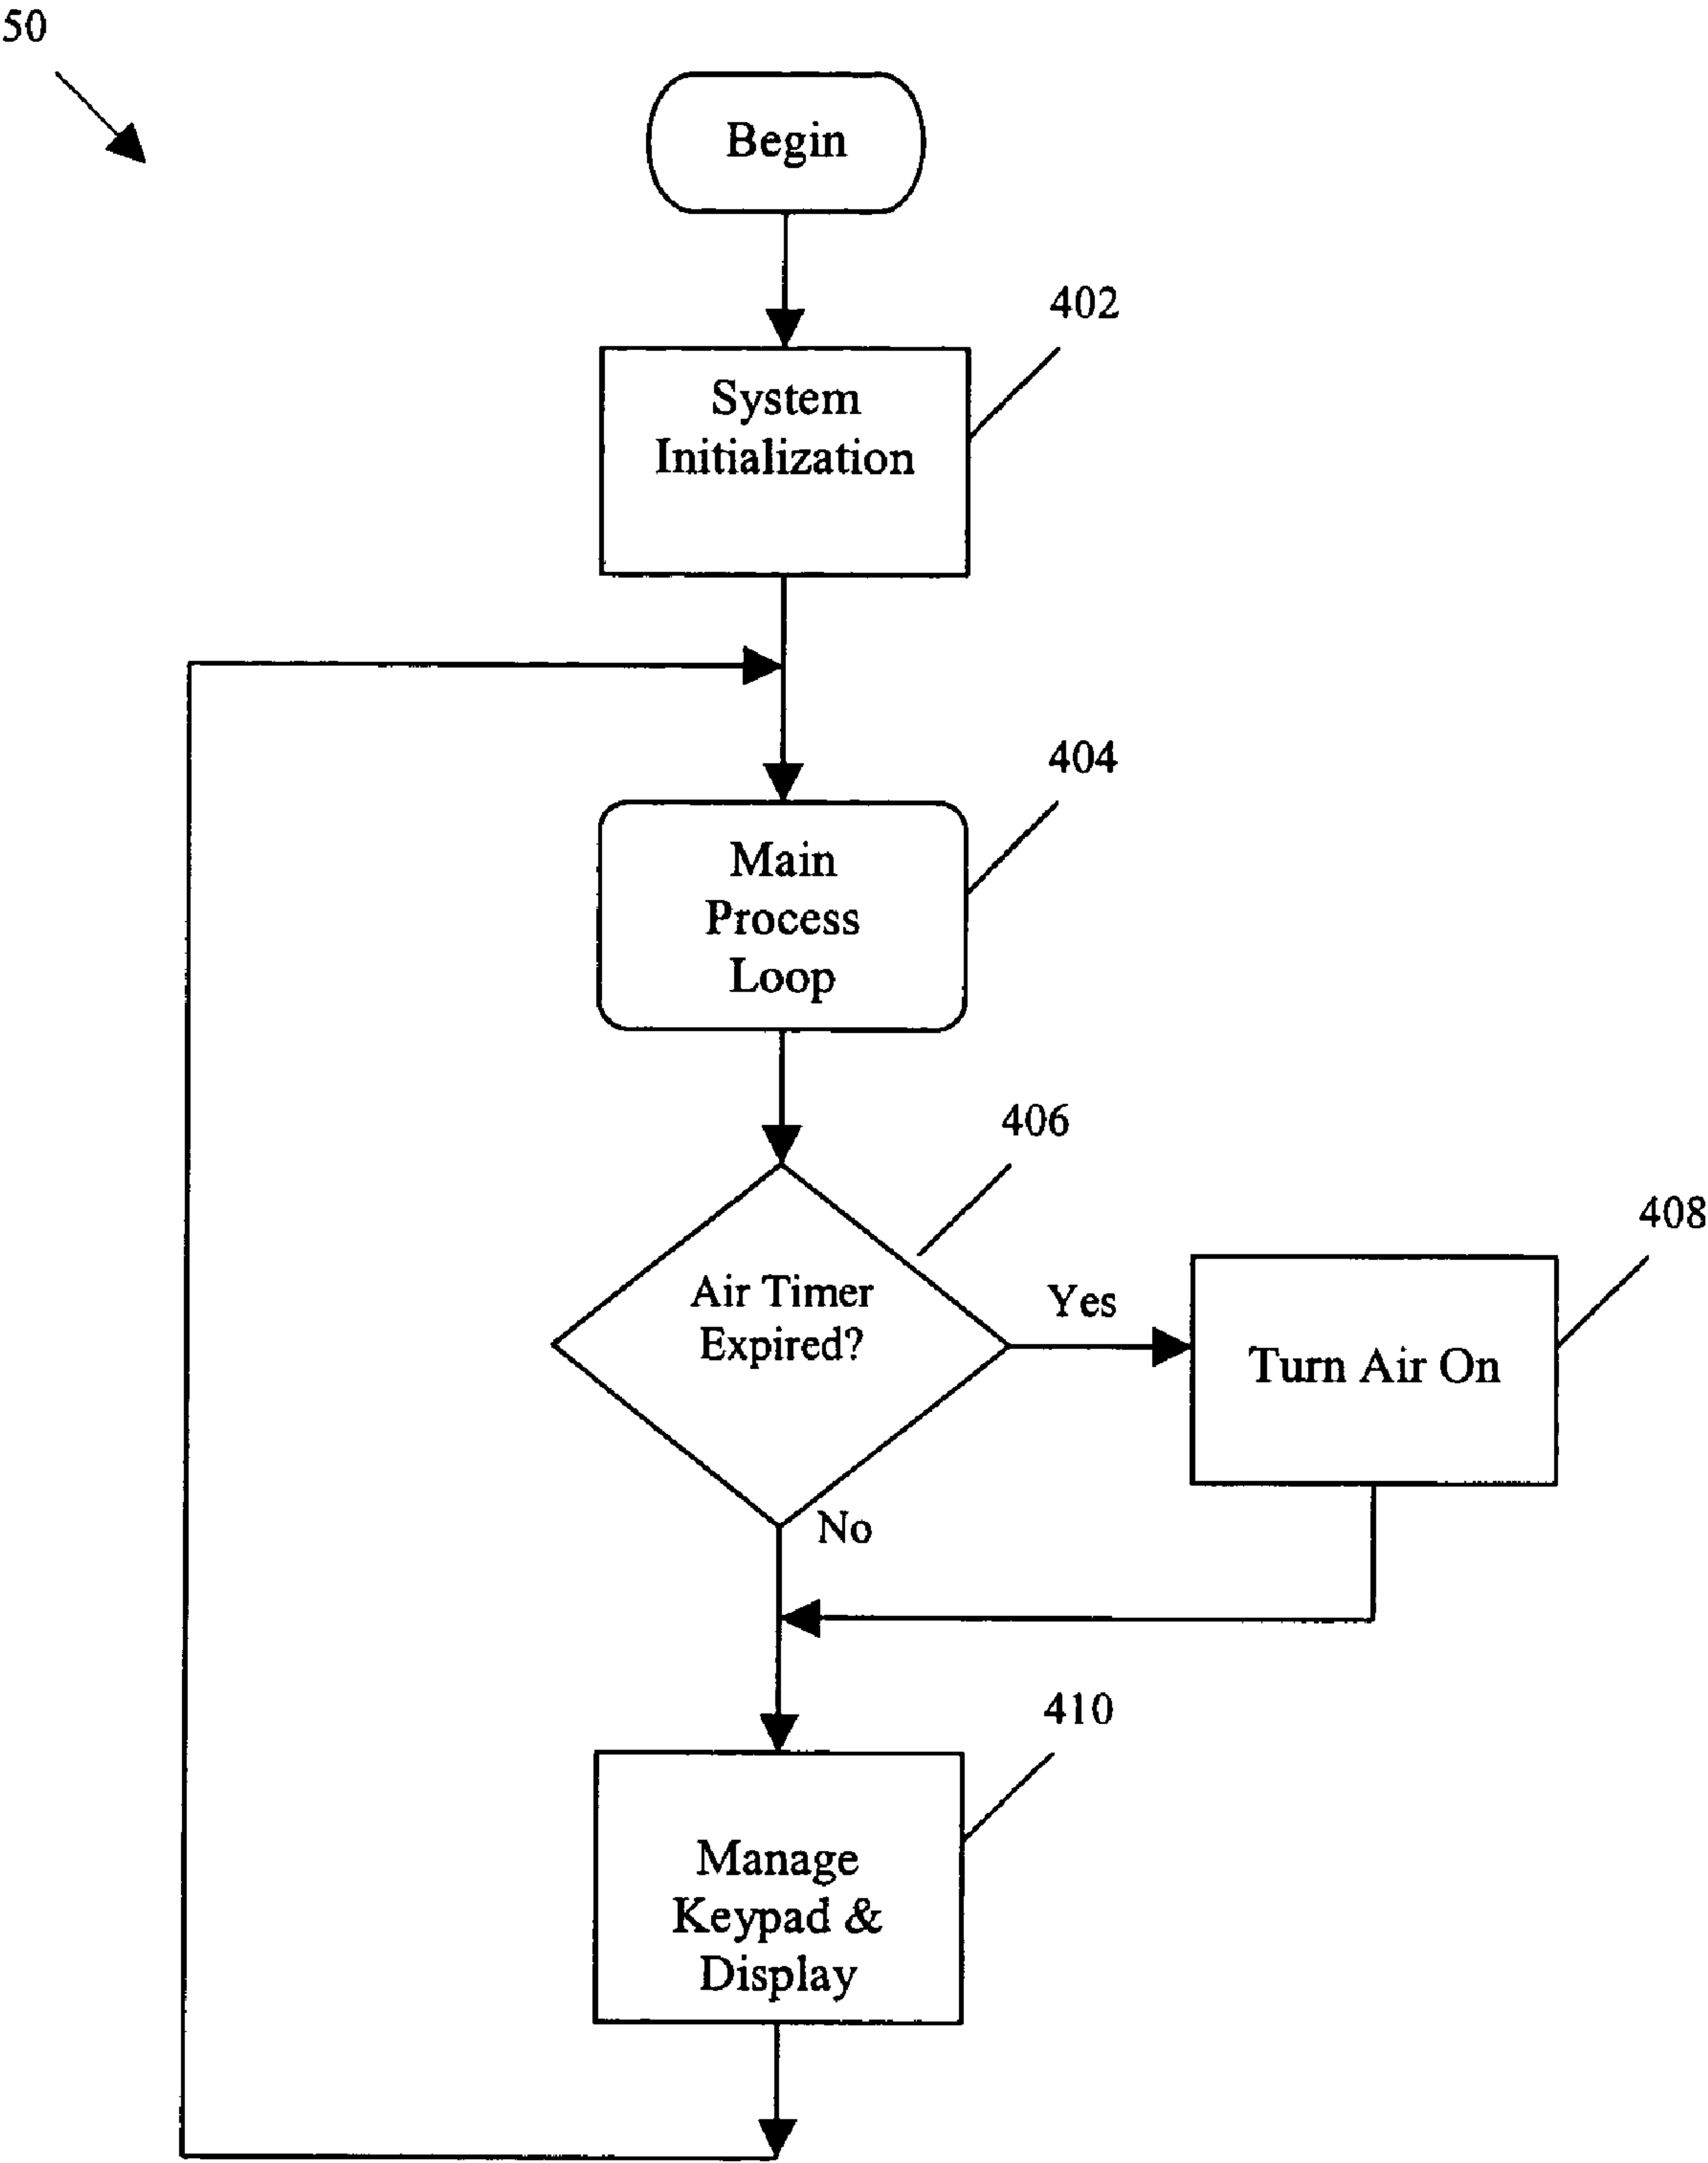 50
Begin
402
System
Initialization
404
Main
Process
Loop
406
Air Timer
Expired?
Yes
408
Turn Air On
No
410
Manage
Keypad &
Display